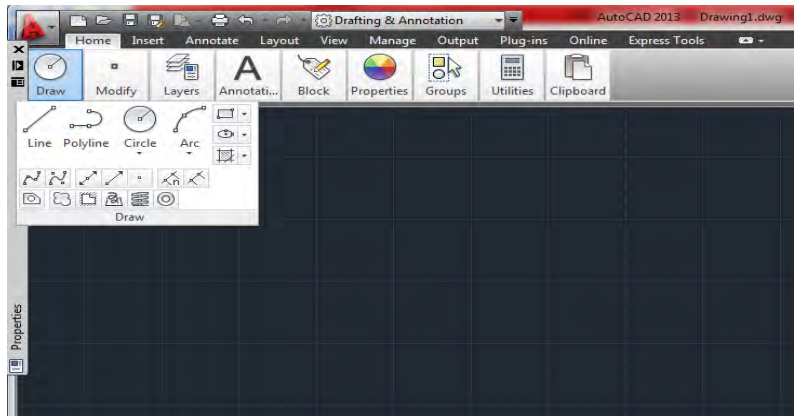 Drafting & Annotation AutoCAD 2013 Drawing1.dwg
Home Insert Annotate Layout View Manage Output Plug-ins Online Express Tools
Draw Modify Layers Annotati... Block Properties Groups Utilities Clipboard
A
Line Polyline Circle Arc
n
Draw
Properties